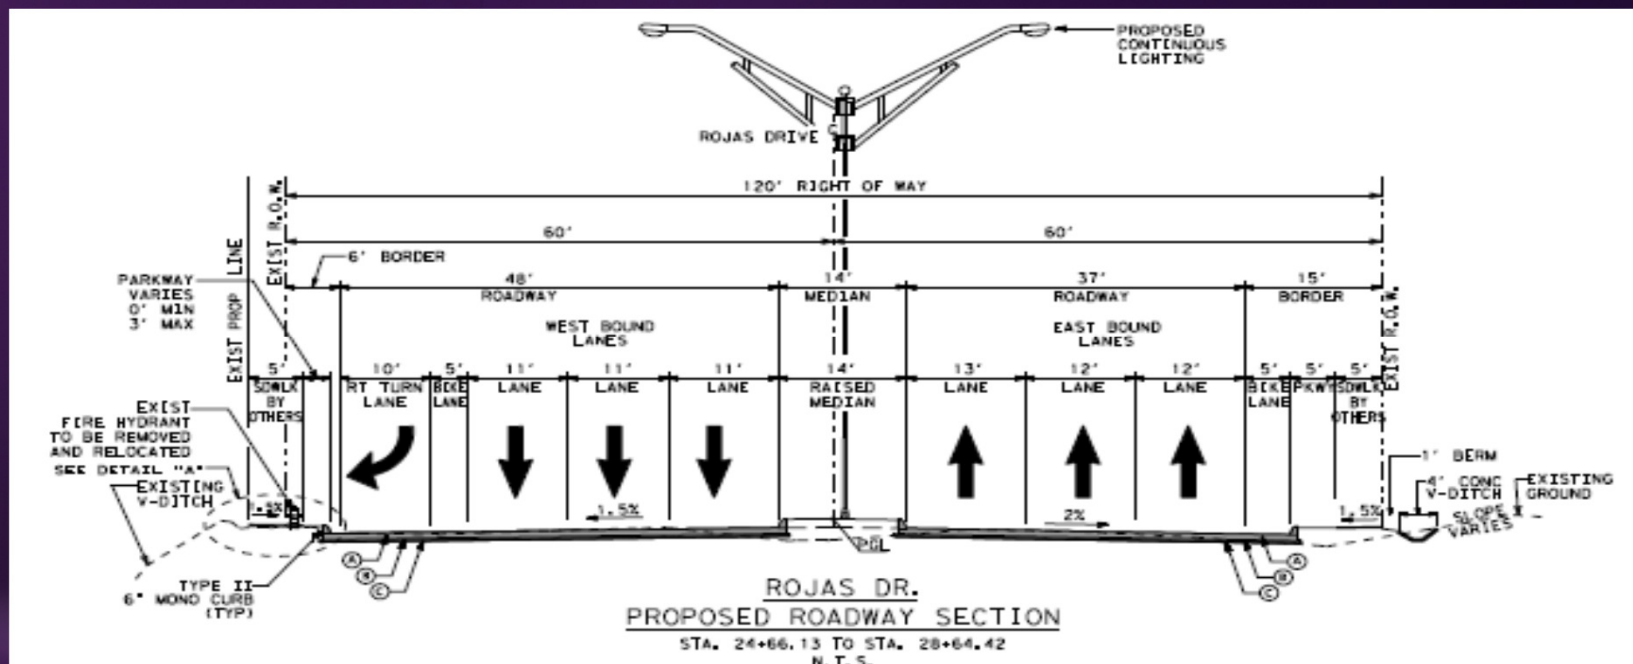 PROPOSED
CONTINUOUS
LIGHTING
ROJAS DRIVE
120' RIGHT OF WAY
60'
60'
EXIST R.O.W.
EXIST PROP LINE
6' BORDER
48'
ROADWAY
14'
MEDIAN
37'
ROADWAY
15'
BORDER
EXIST R.O.W.
PARKWAY
VARIES
0' MIN
3' MAX
WEST BOUND
LANES
EAST BOUND
LANES
5'
SDWLK
BY
OTHERS
10'
RT TURN
LANE
5'
BIKE
LANE
11'
LANE
11'
LANE
11'
LANE
14'
RAISED
MEDIAN
13'
LANE
12'
LANE
12'
LANE
5'
BIKE
LANE
5'
PKWY
5'
SDWLK
BY
OTHERS
EXIST
FIRE HYDRANT
TO BE REMOVED
AND RELOCATED
SEE DETAIL "A"
EXISTING
V-DITCH
1.5%
1.5%
2%
1.5%
1' BERM
4' CONC
V-DITCH
EXISTING
GROUND
SLOPE
VARIES
PGL
A
B
C
A
B
C
TYPE II
6" MONO CURB
(TYP)
ROJAS DR.
PROPOSED ROADWAY SECTION
STA. 24+66.13 TO STA. 28+64.42
N.T.S.